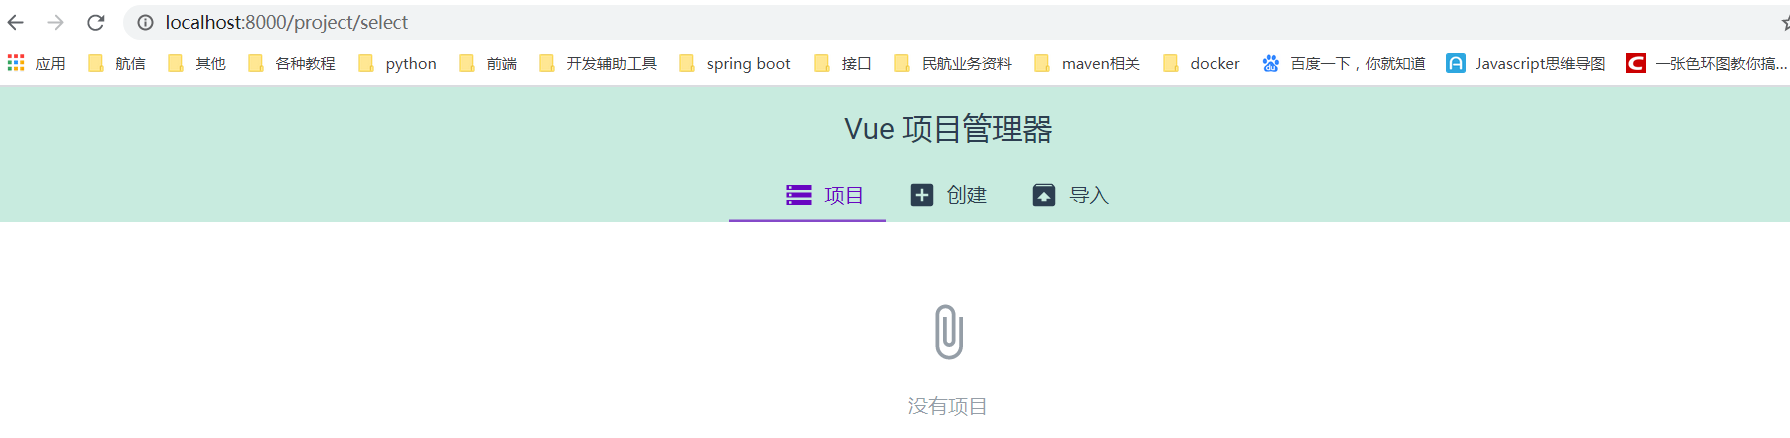 localhost:8000/project/select
应用 航信 其他 各种教程 python 前端 开发辅助工具 spring boot 接口 民航业务资料 maven相关 docker 百度一下，你就知道 Javascript思维导图 一张色环图教你搞...
Vue 项目管理器
项目 创建 导入
没有项目